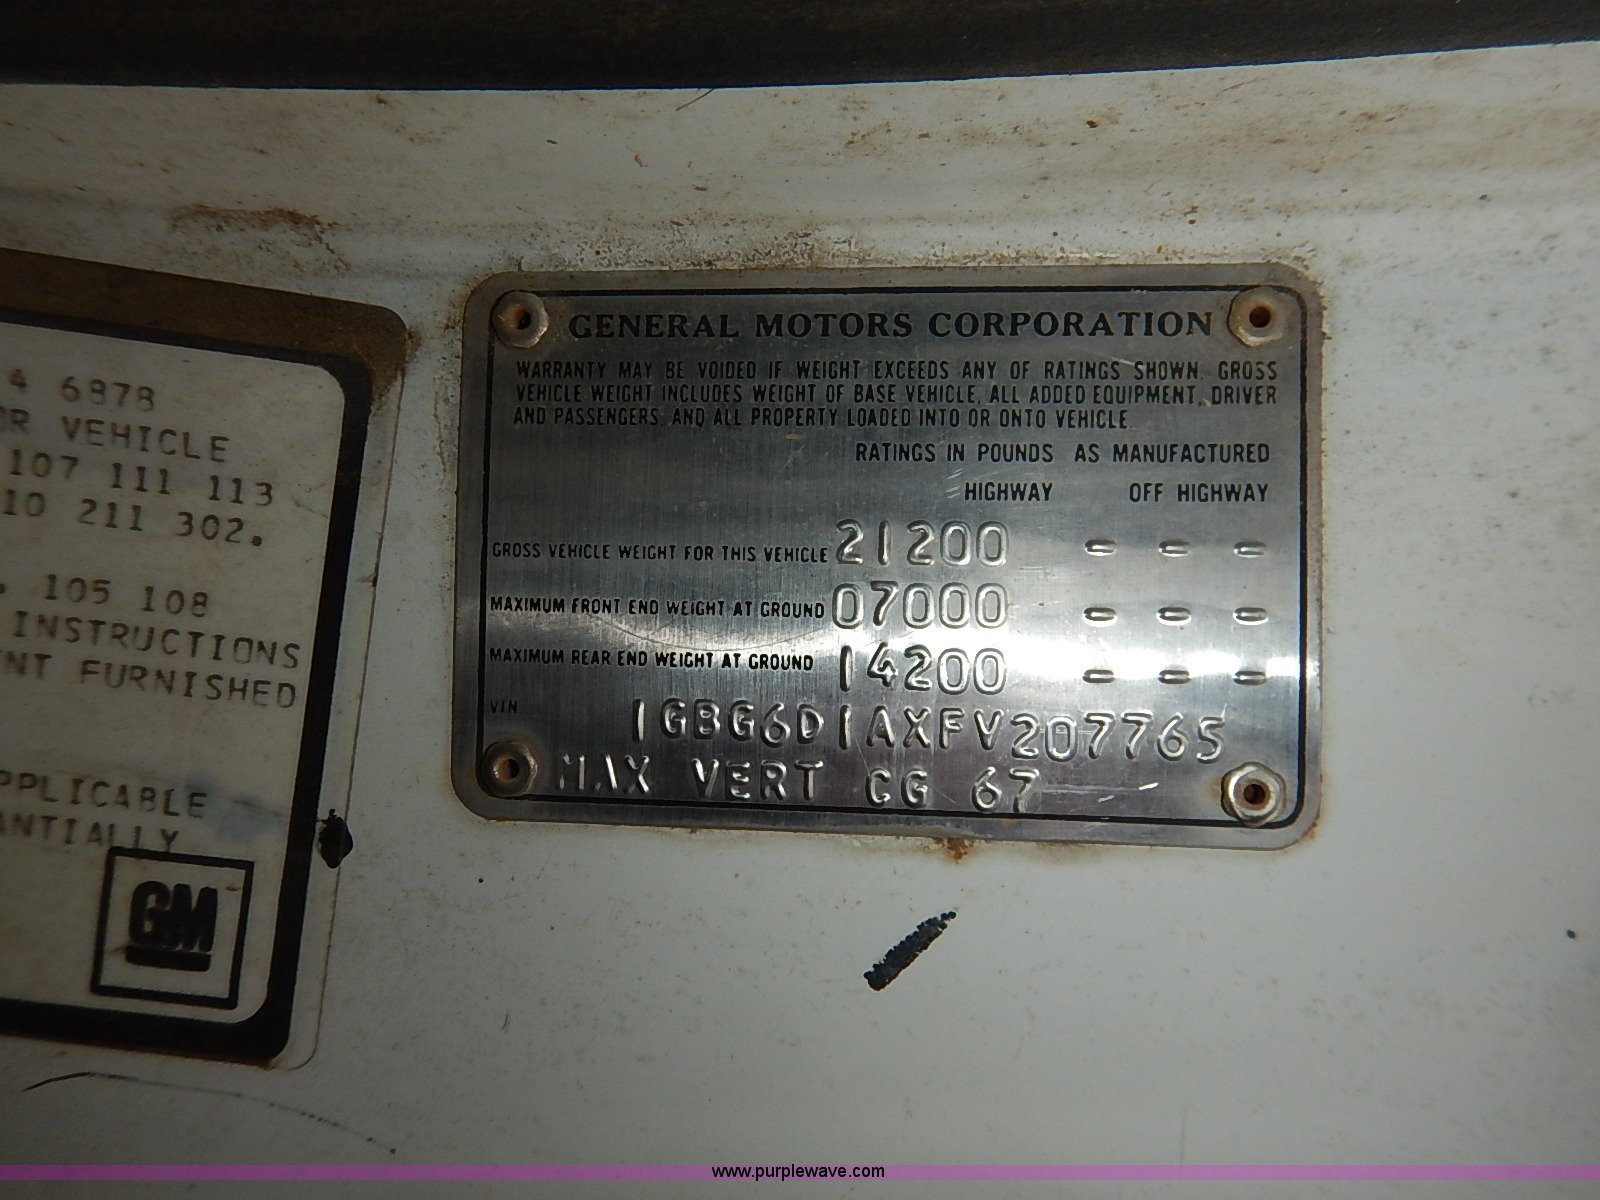 4 6878
OR VEHICLE
107 111 113
10 211 302.
105 108
INSTRUCTIONS
FURNISHED
GM
GENERAL MOTORS CORPORATION
WARRANTY MAY BE VOIDED IF WEIGHT EXCEEDS ANY OF RATINGS SHOWN. GROSS
VEHICLE WEIGHT INCLUDES WEIGHT OF BASE VEHICLE, ALL ADDED EQUIPMENT, DRIVER
AND PASSENGERS, AND ALL PROPERTY LOADED INTO OR ONTO VEHICLE.
RATINGS IN POUNDS AS MANUFACTURED
HIGHWAY OFF HIGHWAY
GROSS VEHICLE WEIGHT FOR THIS VEHICLE 21200 - - -
MAXIMUM FRONT END WEIGHT AT GROUND 07000 - - -
MAXIMUM REAR END WEIGHT AT GROUND 14200 - - -
VIN 1GBG6D1AXFV207765
MAX VERT CG 67 - -
www.purplewave.com